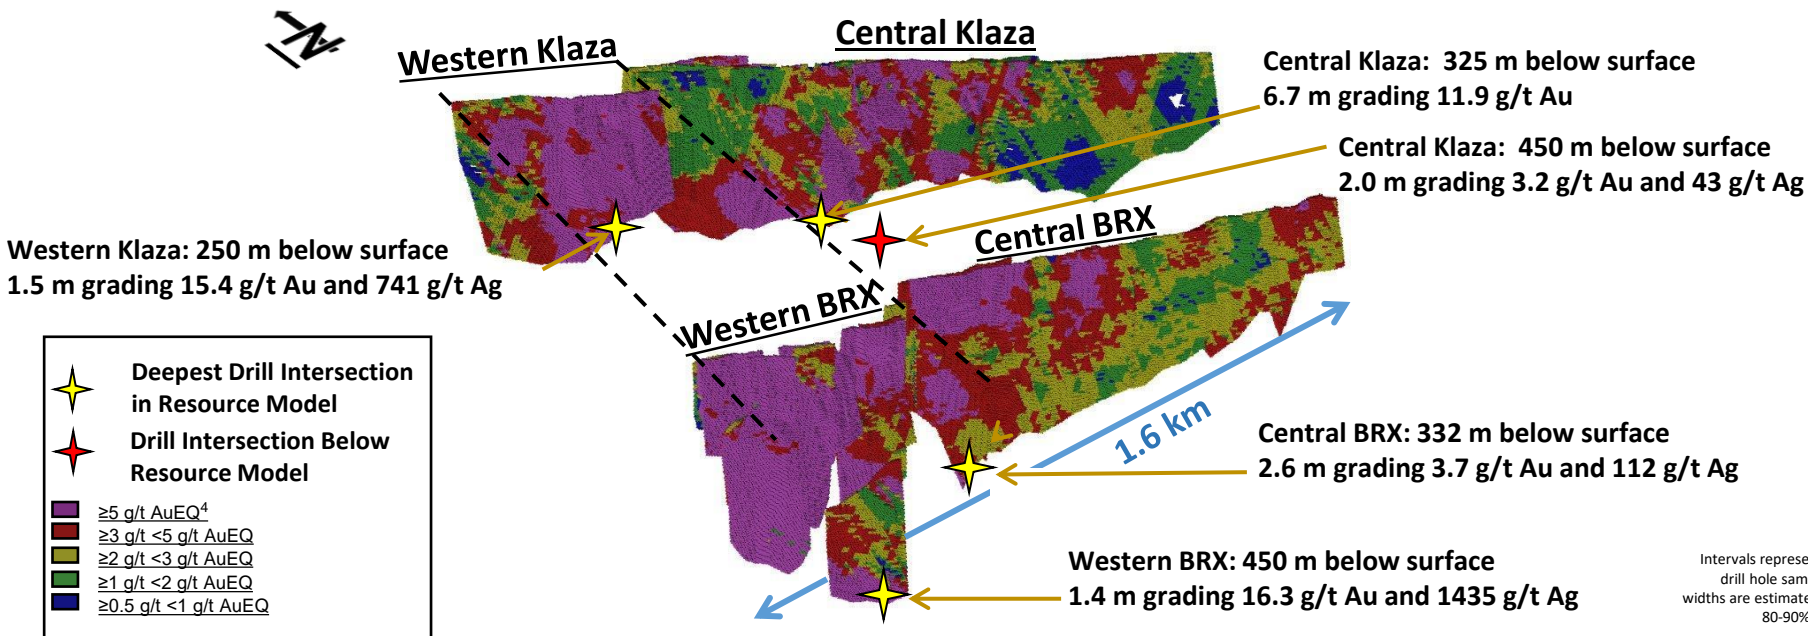 N
Western Klaza
Central Klaza
Central Klaza: 325 m below surface
6.7 m grading 11.9 g/t Au
Central Klaza: 450 m below surface
2.0 m grading 3.2 g/t Au and 43 g/t Ag
Western Klaza: 250 m below surface
1.5 m grading 15.4 g/t Au and 741 g/t Ag
Central BRX
Western BRX
1.6 km
Deepest Drill Intersection
in Resource Model
Drill Intersection Below
Resource Model
≥5 g/t AuEQ⁴
≥3 g/t <5 g/t AuEQ
≥2 g/t <3 g/t AuEQ
≥1 g/t <2 g/t AuEQ
≥0.5 g/t <1 g/t AuEQ
Central BRX: 332 m below surface
2.6 m grading 3.7 g/t Au and 112 g/t Ag
Western BRX: 450 m below surface
1.4 m grading 16.3 g/t Au and 1435 g/t Ag
Intervals represe
drill hole sam
widths are estimate
80-90%